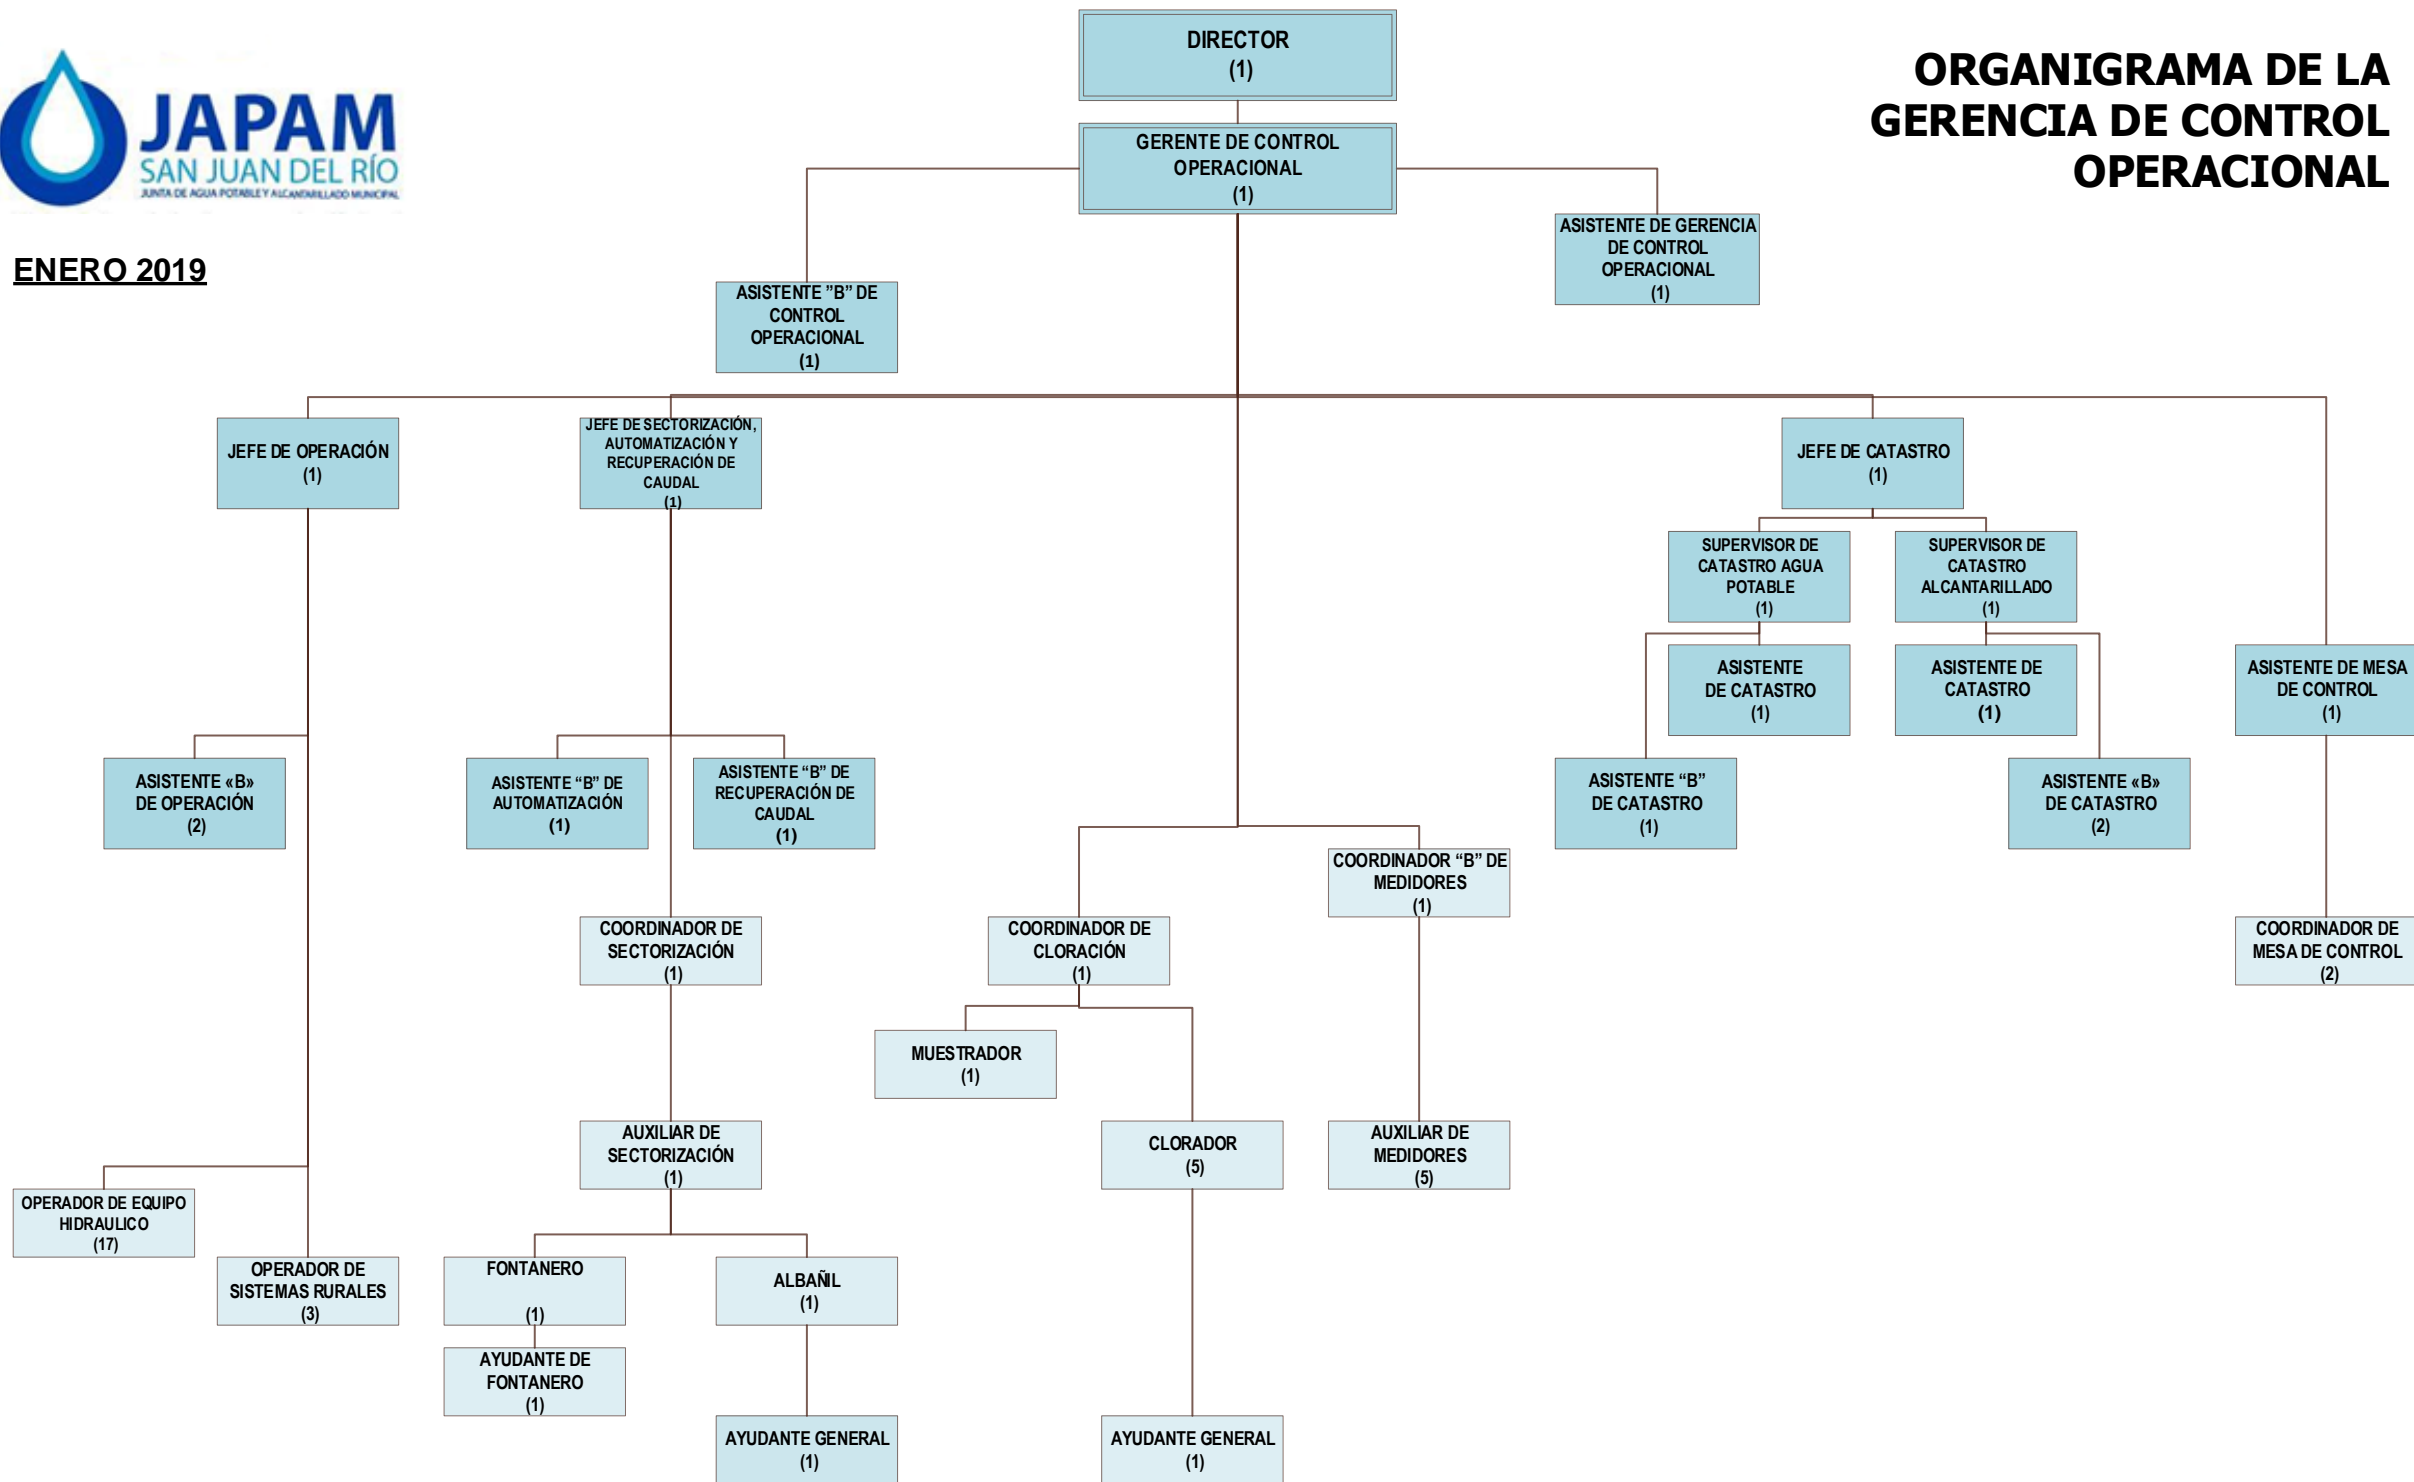 DIRECTOR
(1)
JAPAM
SAN JUAN DEL RÍO
JUNTA DE AGUA POTABLE Y ALCANTARILLADO MUNICIPAL
ORGANIGRAMA DE LA
GERENCIA DE CONTROL
OPERACIONAL
ENERO 2019
GERENTE DE CONTROL
OPERACIONAL
(1)
ASISTENTE DE GERENCIA
DE CONTROL
OPERACIONAL
(1)
ASISTENTE ”B” DE
CONTROL
OPERACIONAL
(1)
JEFE DE OPERACIÓN
(1)
JEFE DE SECTORIZACIÓN,
AUTOMATIZACIÓN Y
RECUPERACIÓN DE
CAUDAL
(1)
JEFE DE CATASTRO
(1)
SUPERVISOR DE
CATASTRO AGUA
POTABLE
(1)
SUPERVISOR DE
CATASTRO
ALCANTARILLADO
(1)
ASISTENTE
DE CATASTRO
(1)
ASISTENTE DE
CATASTRO
(1)
ASISTENTE DE MESA
DE CONTROL
(1)
ASISTENTE «B»
DE OPERACIÓN
(2)
ASISTENTE “B” DE
AUTOMATIZACIÓN
(1)
ASISTENTE “B” DE
RECUPERACIÓN DE
CAUDAL
(1)
ASISTENTE “B”
DE CATASTRO
(1)
ASISTENTE «B»
DE CATASTRO
(2)
COORDINADOR “B” DE
MEDIDORES
(1)
COORDINADOR DE
SECTORIZACIÓN
(1)
COORDINADOR DE
CLORACIÓN
(1)
COORDINADOR DE
MESA DE CONTROL
(2)
MUESTRADOR
(1)
AUXILIAR DE
SECTORIZACIÓN
(1)
CLORADOR
(5)
AUXILIAR DE
MEDIDORES
(5)
OPERADOR DE EQUIPO
HIDRAULICO
(17)
OPERADOR DE
SISTEMAS RURALES
(3)
FONTANERO
(1)
ALBAÑIL
(1)
AYUDANTE DE
FONTANERO
(1)
AYUDANTE GENERAL
(1)
AYUDANTE GENERAL
(1)